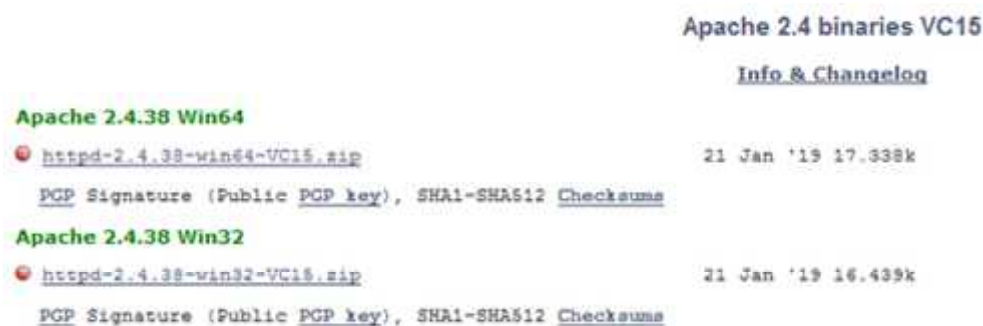 Apache 2.4 binaries VC15
Info & Changelog
Apache 2.4.38 Win64
httpd-2.4.38-win64-VC15.zip 21 Jan '19 17.338k
PGP Signature (Public PGP key), SHA1-SHA512 Checksums
Apache 2.4.38 Win32
httpd-2.4.38-win32-VC15.zip 21 Jan '19 16.439k
PGP Signature (Public PGP key), SHA1-SHA512 Checksums